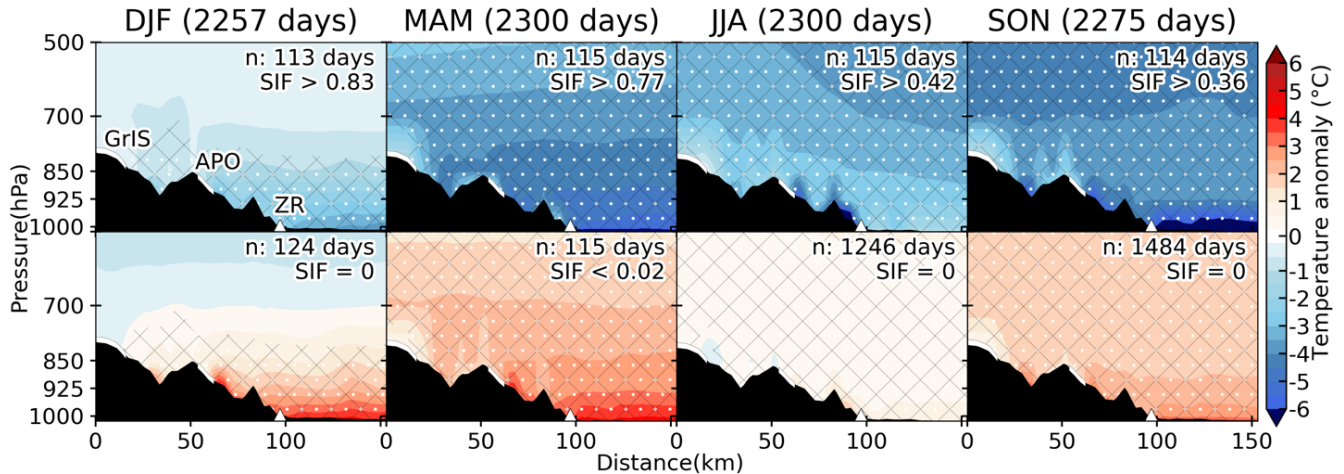 DJF (2257 days)
MAM (2300 days)
JJA (2300 days)
SON (2275 days)
n: 113 days
SIF > 0.83
n: 115 days
SIF > 0.77
n: 115 days
SIF > 0.42
n: 114 days
SIF > 0.36
GrIS
APO
ZR
500
700
850
925
1000
n: 124 days
SIF = 0
n: 115 days
SIF < 0.02
n: 1246 days
SIF = 0
n: 1484 days
SIF = 0
700
850
925
1000
Pressure(hPa)
0
50
100
0
50
100
0
50
100
0
50
100
150
Distance(km)
6
5
4
3
2
1
0
-1
-2
-3
-4
-5
-6
Temperature anomaly (°C)